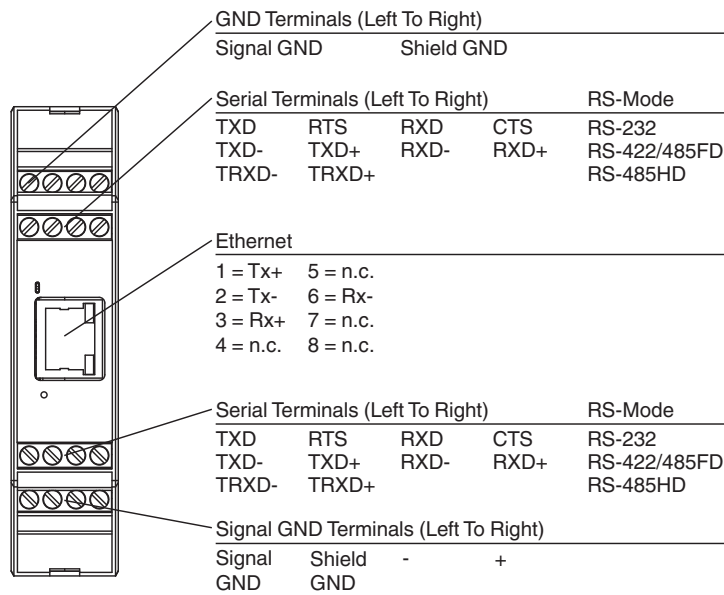 GND Terminals (Left To Right)
Signal GND Shield GND
Serial Terminals (Left To Right) RS-Mode
TXD RTS RXD CTS RS-232
TXD- TXD+ RXD- RXD+ RS-422/485FD
TRXD- TRXD+ RS-485HD
Ethernet
1 = Tx+ 5 = n.c.
2 = Tx- 6 = Rx-
3 = Rx+ 7 = n.c.
4 = n.c. 8 = n.c.
Serial Terminals (Left To Right) RS-Mode
TXD RTS RXD CTS RS-232
TXD- TXD+ RXD- RXD+ RS-422/485FD
TRXD- TRXD+ RS-485HD
Signal GND Terminals (Left To Right)
Signal Shield - +
GND GND